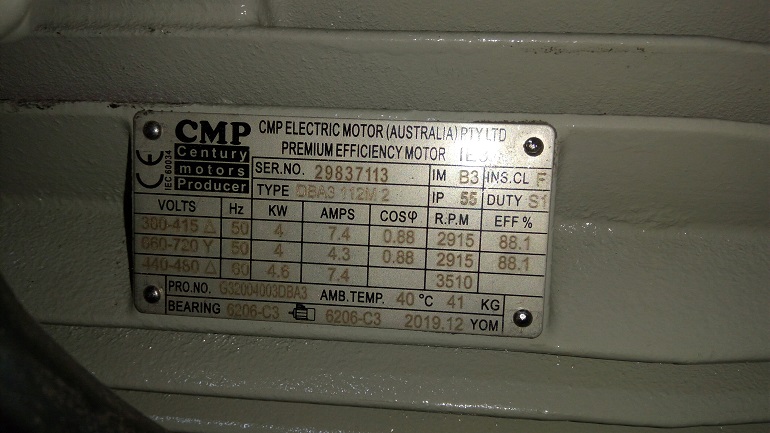 CMP CMP ELECTRIC MOTOR (AUSTRALIA) PTY LTD
Century motors Producer
PREMIUM EFFICIENCY MOTOR
CE IEC 60034
SER.NO. 29837113 IM B3 INS.CL F
TYPE DBA3 112M 2 IP 55 DUTY S1
VOLTS Hz KW AMPS COSφ R.P.M EFF %
380-415 Δ 50 4 7.4 0.88 2915 88.1
660-720 Y 50 4 4.3 0.88 2915 88.1
440-480 Δ 60 4.6 7.4 3510
PRO.NO. G32004003DBA3 AMB.TEMP. 40 °C 41 KG
BEARING 6206-C3 6206-C3 2019.12 YOM